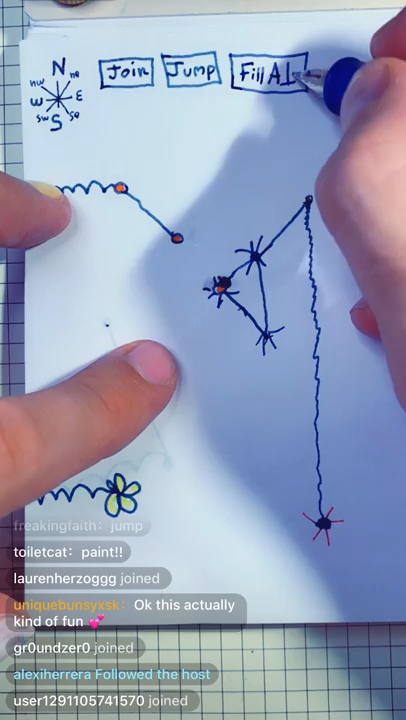 N
nw ne
W E
sw se
S
Join Jump Fill Al
freakingfaith: jump
toiletcat: paint!!
laurenherzoggg joined
uniquebunsyxsk: Ok this actually
kind of fun 💕
gr0undzer0 joined
alexiherrera Followed the host
user1291105741570 joined